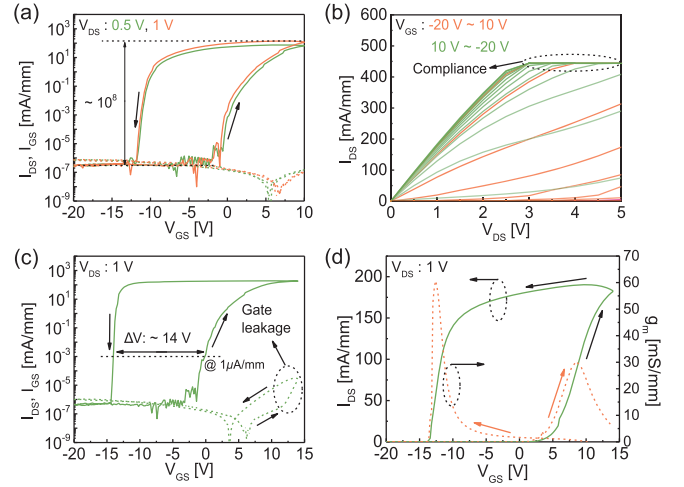 (a)
V_DS : 0.5 V, 1 V
~ 10^8
10^3
10^1
10^-1
10^-3
10^-5
10^-7
10^-9
I_DS, I_GS [mA/mm]
-20 -15 -10 -5 0 5 10
V_GS [V]
(b)
V_GS : -20 V ~ 10 V
10 V ~ -20 V
Compliance
600
500
400
300
200
100
0
I_DS [mA/mm]
0 1 2 3 4 5
V_DS [V]
(c)
V_DS : 1 V
Gate
leakage
ΔV: ~ 14 V
@ 1µA/mm
10^3
10^1
10^-1
10^-3
10^-5
10^-7
10^-9
I_DS, I_GS [mA/mm]
-20 -15 -10 -5 0 5 10 15
V_GS [V]
(d)
V_DS : 1 V
200
150
100
50
0
I_DS [mA/mm]
70
60
50
40
30
20
10
0
g_m [mS/mm]
-20 -15 -10 -5 0 5 10 15
V_GS [V]